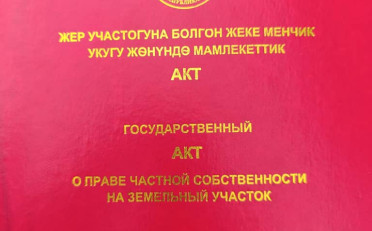 ЖЕР УЧАСТОГУНА БОЛГОН ЖЕКЕ МЕНЧИК
УКУГУ ЖӨНҮНДӨ МАМЛЕКЕТТИК
АКТ
ГОСУДАРСТВЕННЫЙ
АКТ
О ПРАВЕ ЧАСТНОЙ СОБСТВЕННОСТИ
НА ЗЕМЕЛЬНЫЙ УЧАСТОК